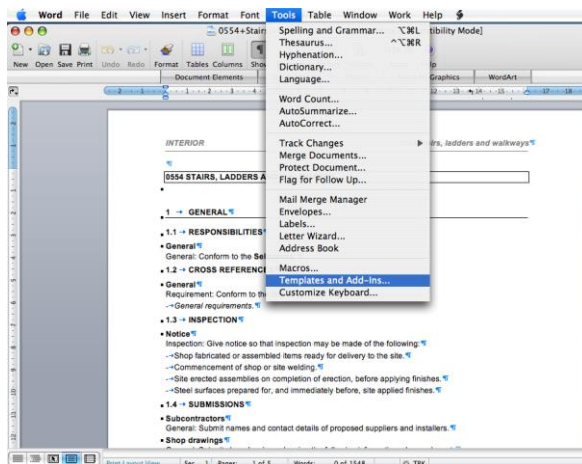 Word File Edit View Insert Format Font Tools Table Window Work Help
0554+Stairs
tibility Mode]
New Open Save Print Undo Redo Format Tables Columns
Document Elements
Graphics WordArt
Spelling and Grammar... ⌥⌘L
Thesaurus... ^⌥⌘R
Hyphenation...
Dictionary...
Language...
Word Count...
AutoSummarize...
AutoCorrect...
Track Changes
Merge Documents...
Protect Document...
Flag for Follow Up...
Mail Merge Manager
Envelopes...
Labels...
Letter Wizard...
Address Book
Macros...
Templates and Add-Ins...
Customize Keyboard...
INTERIOR
irs, ladders and walkways¶
¶
0554 STAIRS, LADDERS A
1 → GENERAL¶
1.1 → RESPONSIBILITIES¶
General¶
General: Conform to the
1.2 → CROSS REFERENC
General¶
Requirement: Conform to th
→General requirements.¶
1.3 → INSPECTION¶
Notice¶
Inspection: Give notice so that inspection may be made of the following:¶
→Shop fabricated or assembled items ready for delivery to the site.¶
→Commencement of shop or site welding.¶
→Site erected assemblies on completion of erection, before applying finishes.¶
→Steel surfaces prepared for, and immediately before, site applied finishes.¶
1.4 → SUBMISSIONS¶
Subcontractors¶
General: Submit names and contact details of proposed suppliers and installers.¶
Shop drawings¶
Print Layout View Sec 1 Pages: 1 of 5 Words: 0 of 1548 TRK